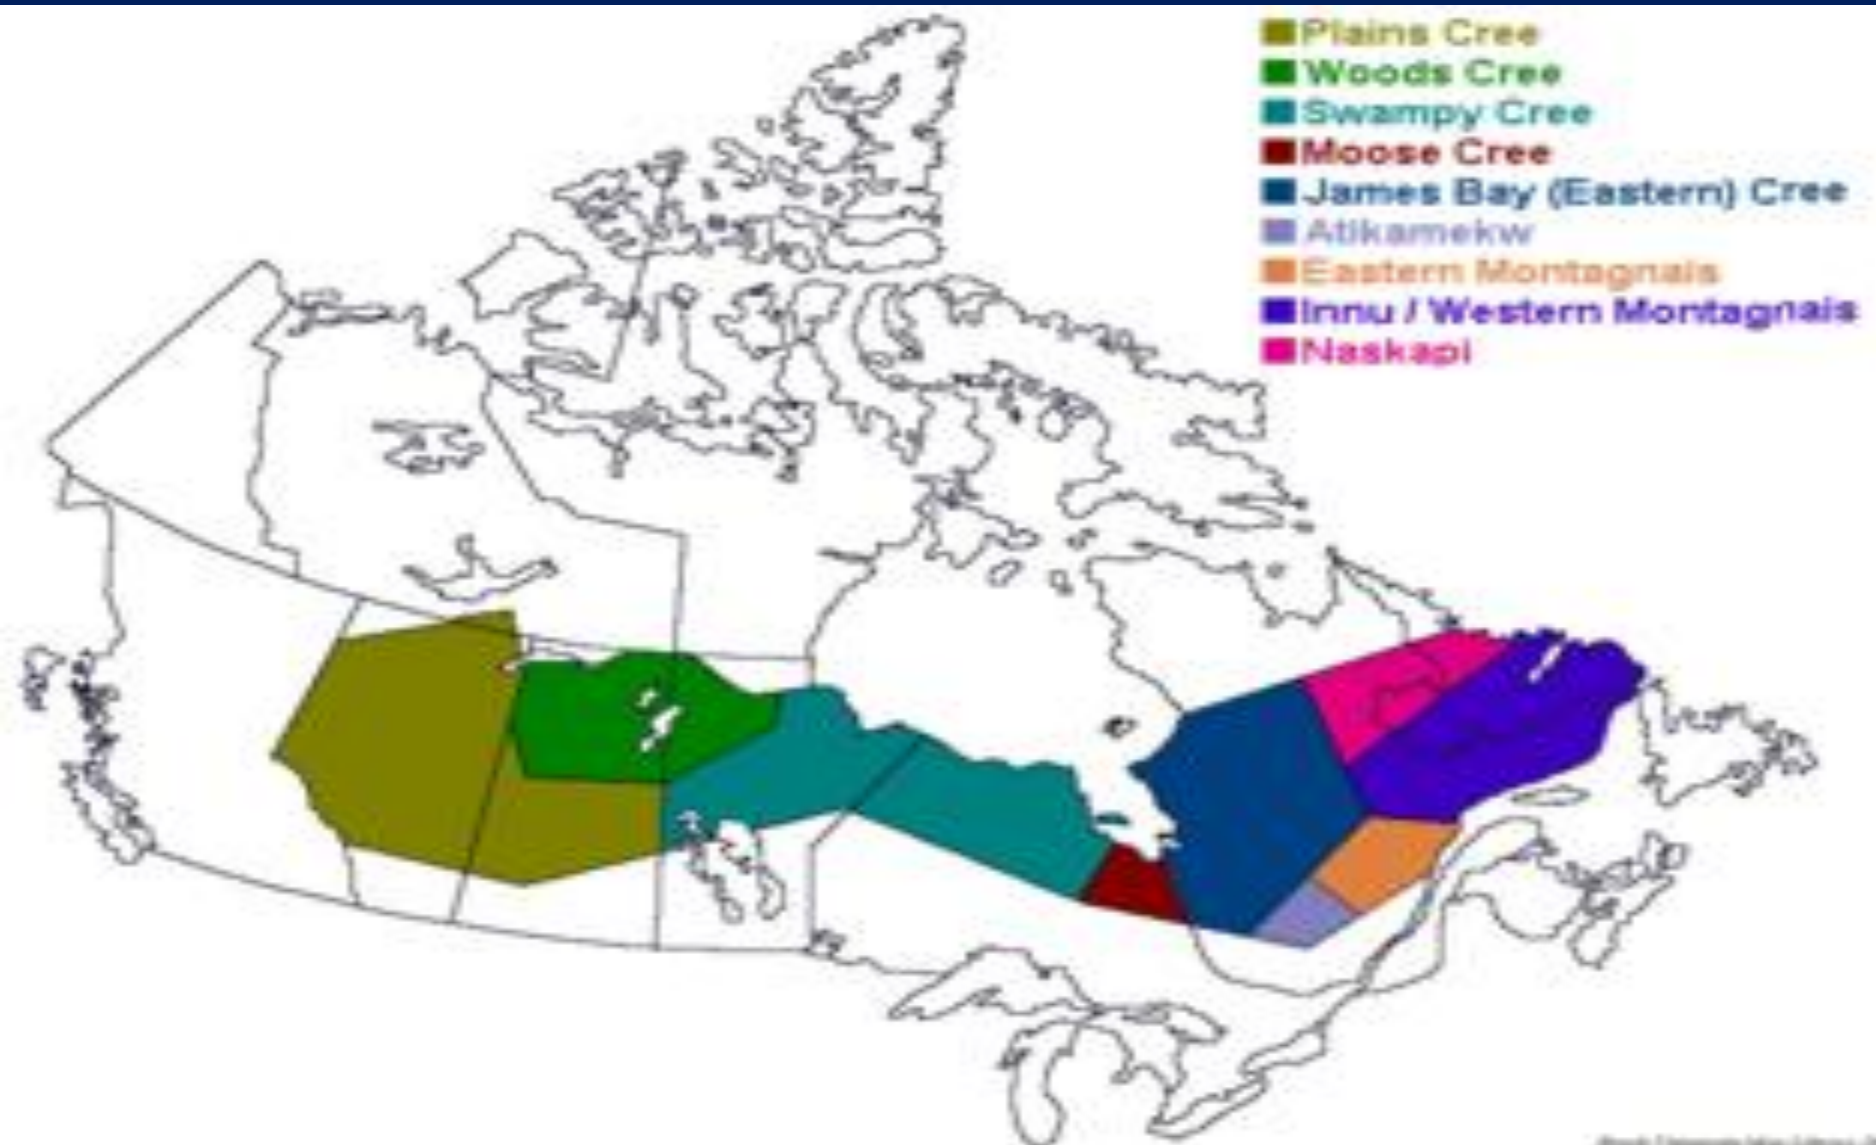 Plains Cree
Woods Cree
Swampy Cree
Moose Cree
James Bay (Eastern) Cree
Atikamekw
Eastern Montagnais
Innu / Western Montagnais
Naskapi